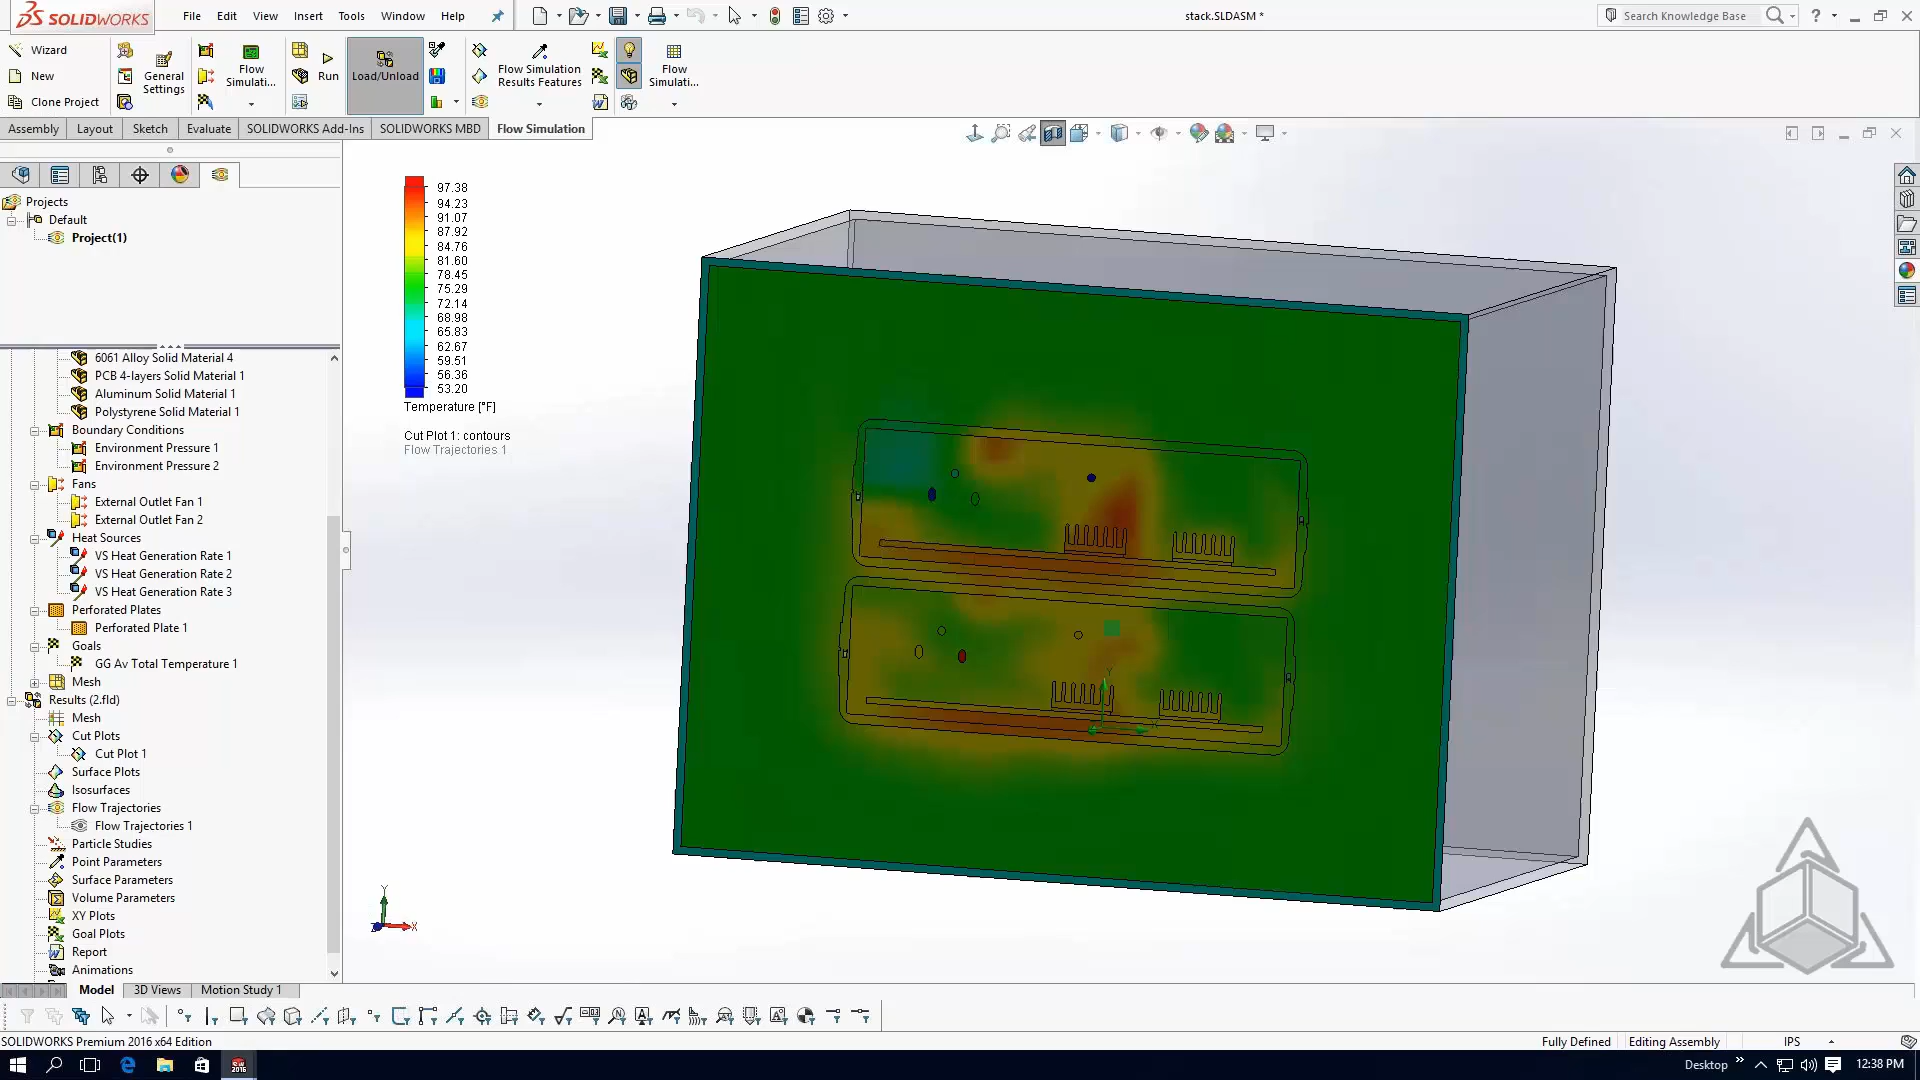 SOLIDWORKS
File Edit View Insert Tools Window Help
stack.SLDASM *
Search Knowledge Base
Wizard
New
Clone Project
General Settings
Flow Simulati...
Run
Load/Unload
Flow Simulation Results Features
Flow Simulati...
Assembly Layout Sketch Evaluate SOLIDWORKS Add-Ins SOLIDWORKS MBD Flow Simulation
Projects
Default
Project(1)
6061 Alloy Solid Material 4
PCB 4-layers Solid Material 1
Aluminum Solid Material 1
Polystyrene Solid Material 1
Boundary Conditions
Environment Pressure 1
Environment Pressure 2
Fans
External Outlet Fan 1
External Outlet Fan 2
Heat Sources
VS Heat Generation Rate 1
VS Heat Generation Rate 2
VS Heat Generation Rate 3
Perforated Plates
Perforated Plate 1
Goals
GG Av Total Temperature 1
Mesh
Results (2.fld)
Mesh
Cut Plots
Cut Plot 1
Surface Plots
Isosurfaces
Flow Trajectories
Flow Trajectories 1
Particle Studies
Point Parameters
Surface Parameters
Volume Parameters
XY Plots
Goal Plots
Report
Animations
97.38
94.23
91.07
87.92
84.76
81.60
78.45
75.29
72.14
68.98
65.83
62.67
59.51
56.36
53.20
Temperature [°F]
Cut Plot 1: contours
Flow Trajectories 1
Y
Y
X
Z
Model 3D Views Motion Study 1
SOLIDWORKS Premium 2016 x64 Edition
Fully Defined Editing Assembly IPS
SW 2016
Desktop
12:38 PM